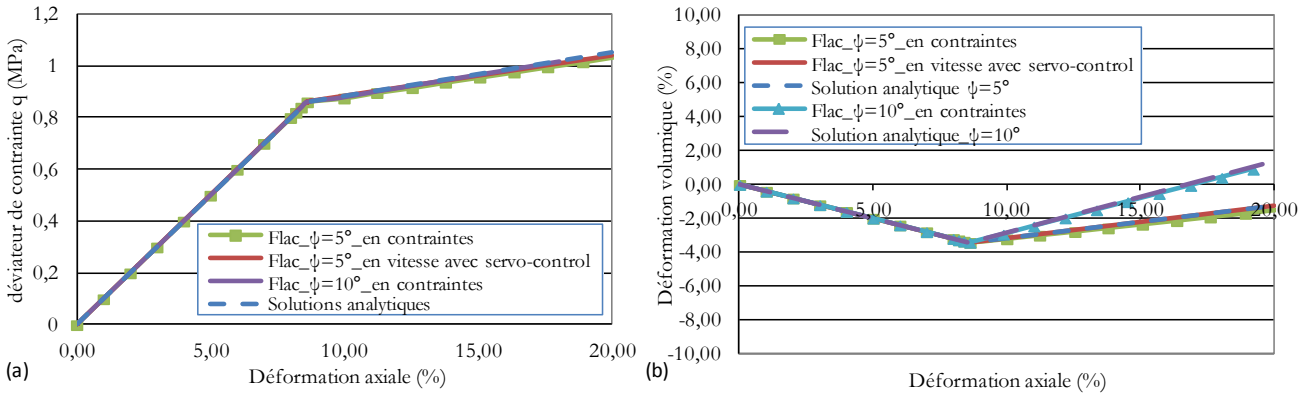 déviateur de contrainte q (MPa)
1,2
1
0,8
0,6
0,4
0,2
0
Flac_ψ=5°_en contraintes
Flac_ψ=5°_en vitesse avec servo-control
Flac_ψ=10°_en contraintes
Solutions analytiques
0,00
5,00
10,00
15,00
20,00
(a)
Déformation axiale (%)
Déformation volumique (%)
10,00
8,00
6,00
4,00
2,00
0,00
-2,00
-4,00
-6,00
-8,00
-10,00
Flac_ψ=5°_en contraintes
Flac_ψ=5°_en vitesse avec servo-control
Solution analytique ψ=5°
Flac_ψ=10°_en contraintes
Solution analytique_ψ=10°
0,00
5,00
10,00
15,00
20,00
(b)
Déformation axiale (%)